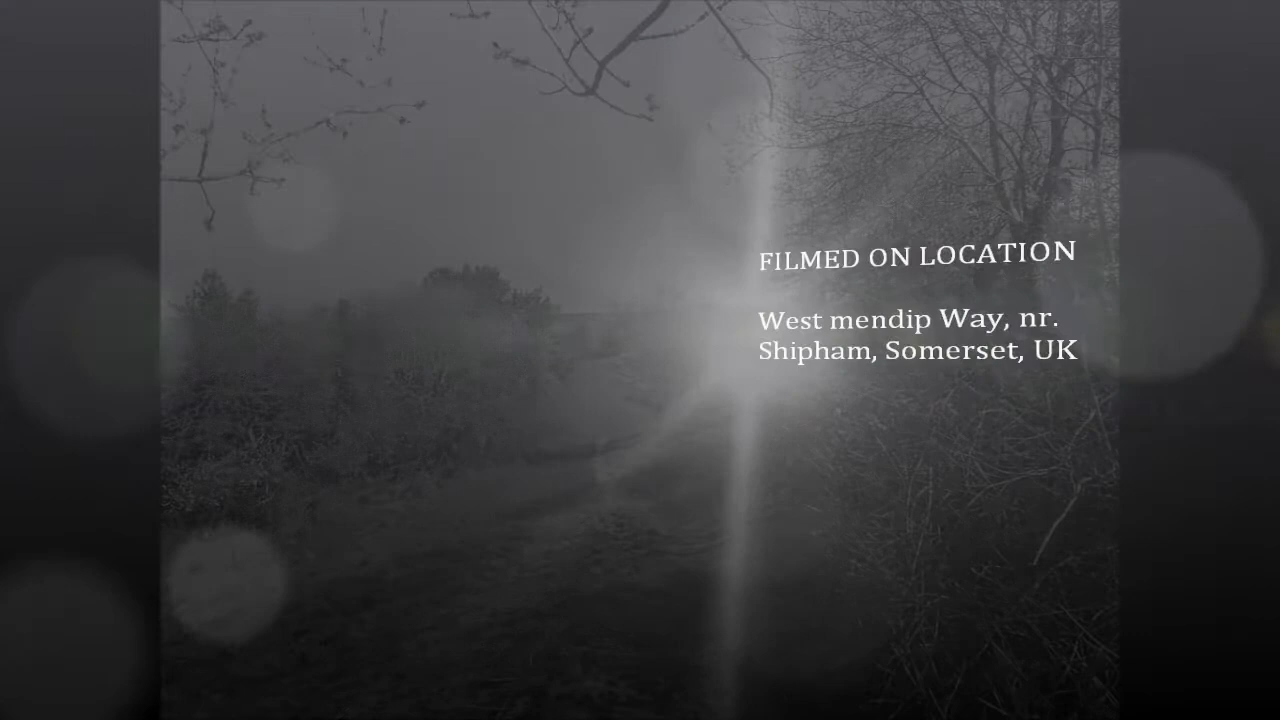 FILMED ON LOCATION
West mendip Way, nr.
Shipham, Somerset, UK